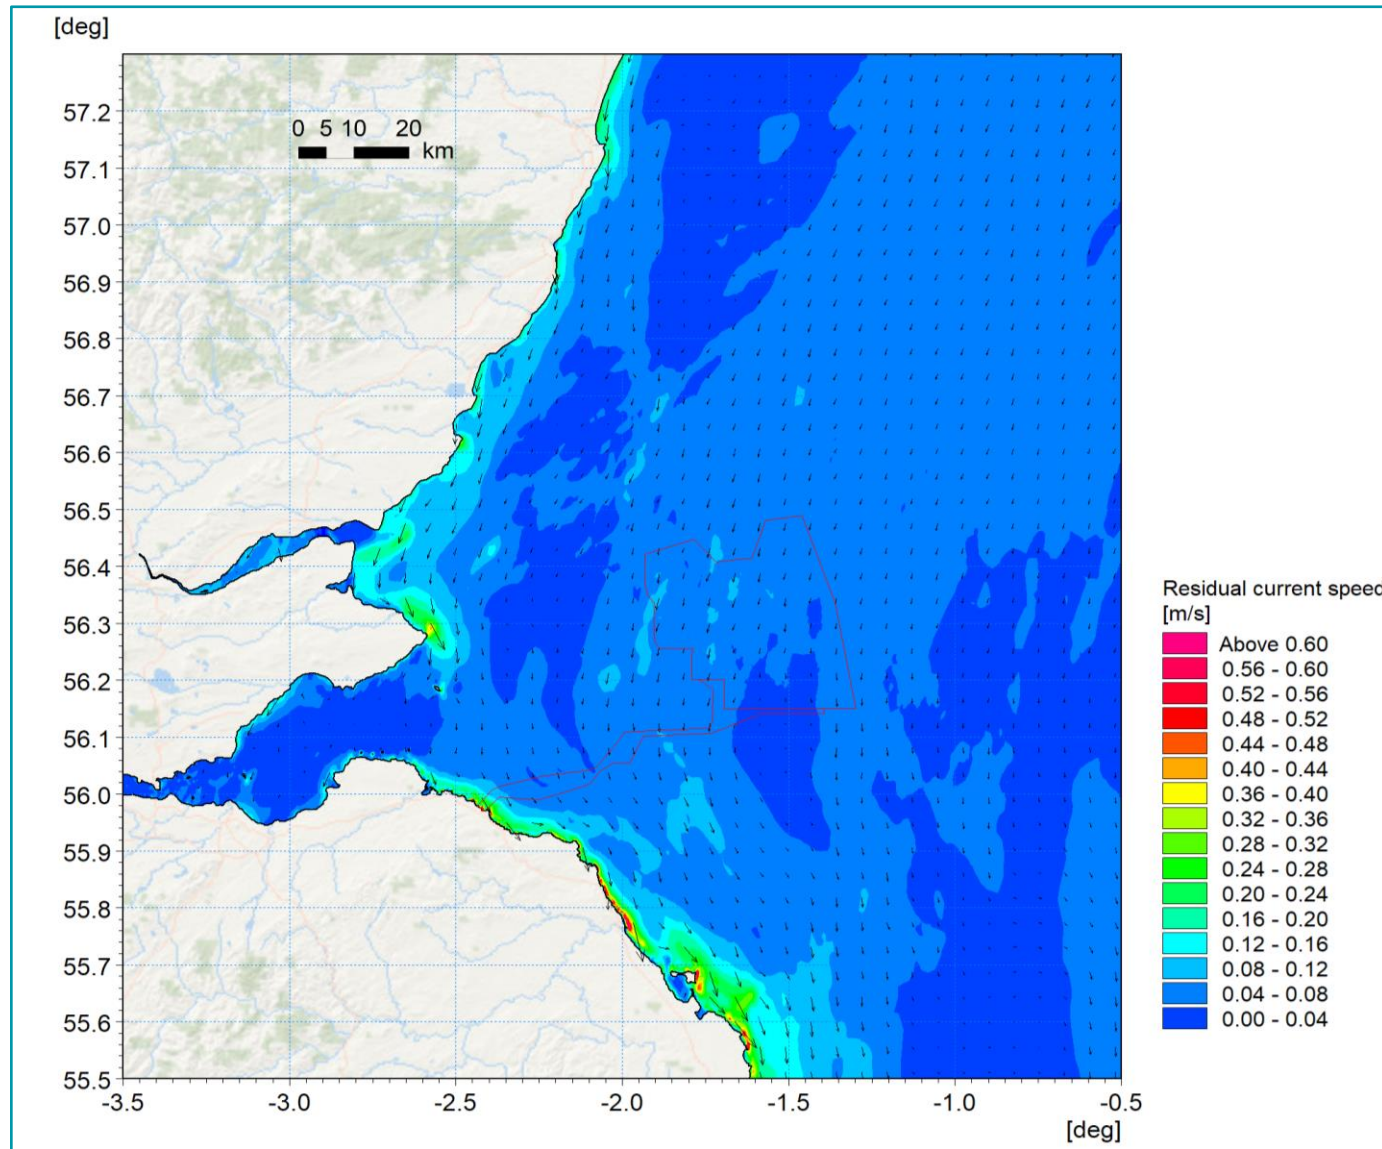 [deg]
57.2
57.1
57.0
56.9
56.8
56.7
56.6
56.5
56.4
56.3
56.2
56.1
56.0
55.9
55.8
55.7
55.6
55.5
0 5 10 20
km
-3.5 -3.0 -2.5 -2.0 -1.5 -1.0 -0.5
[deg]
Residual current speed
[m/s]
Above 0.60
0.56 - 0.60
0.52 - 0.56
0.48 - 0.52
0.44 - 0.48
0.40 - 0.44
0.36 - 0.40
0.32 - 0.36
0.28 - 0.32
0.24 - 0.28
0.20 - 0.24
0.16 - 0.20
0.12 - 0.16
0.08 - 0.12
0.04 - 0.08
0.00 - 0.04